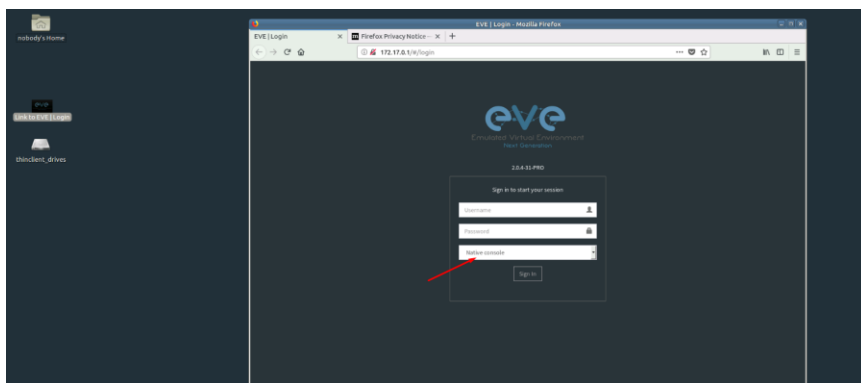 nobody's Home
Link to EVE | Login
thinclient_drives
EVE | Login - Mozilla Firefox
EVE | Login
Firefox Privacy Notice
172.17.0.1/#/login
eve
Emulated Virtual Environment
Next Generation
2.0.4-31-PRO
Sign in to start your session
Username
Password
Native console
Sign In